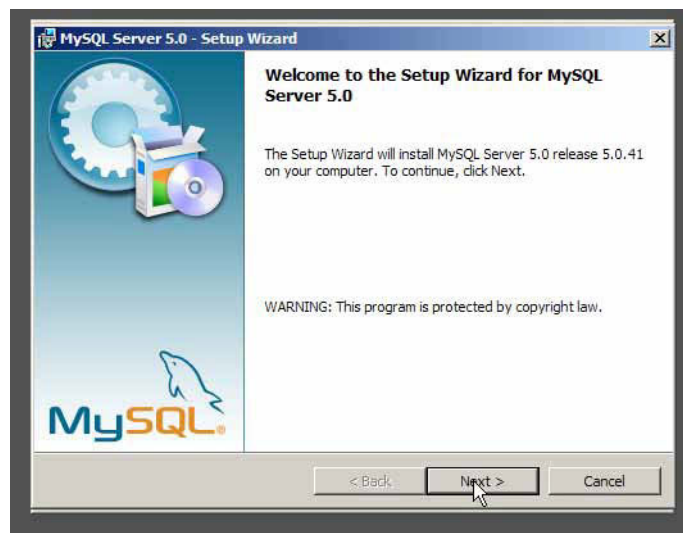 MySQL Server 5.0 - Setup Wizard
Welcome to the Setup Wizard for MySQL
Server 5.0
The Setup Wizard will install MySQL Server 5.0 release 5.0.41
on your computer. To continue, click Next.
WARNING: This program is protected by copyright law.
MySQL®
< Back
Next >
Cancel